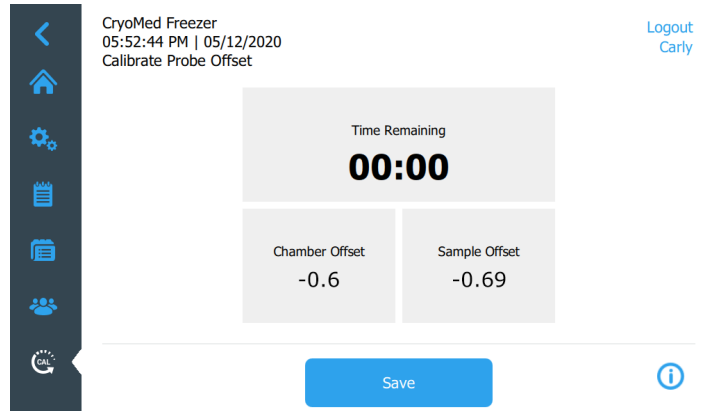 CryoMed Freezer
05:52:44 PM | 05/12/2020
Calibrate Probe Offset
Logout
Carly
Time Remaining
00:00
Chamber Offset
-0.6
Sample Offset
-0.69
CAL
Save
i